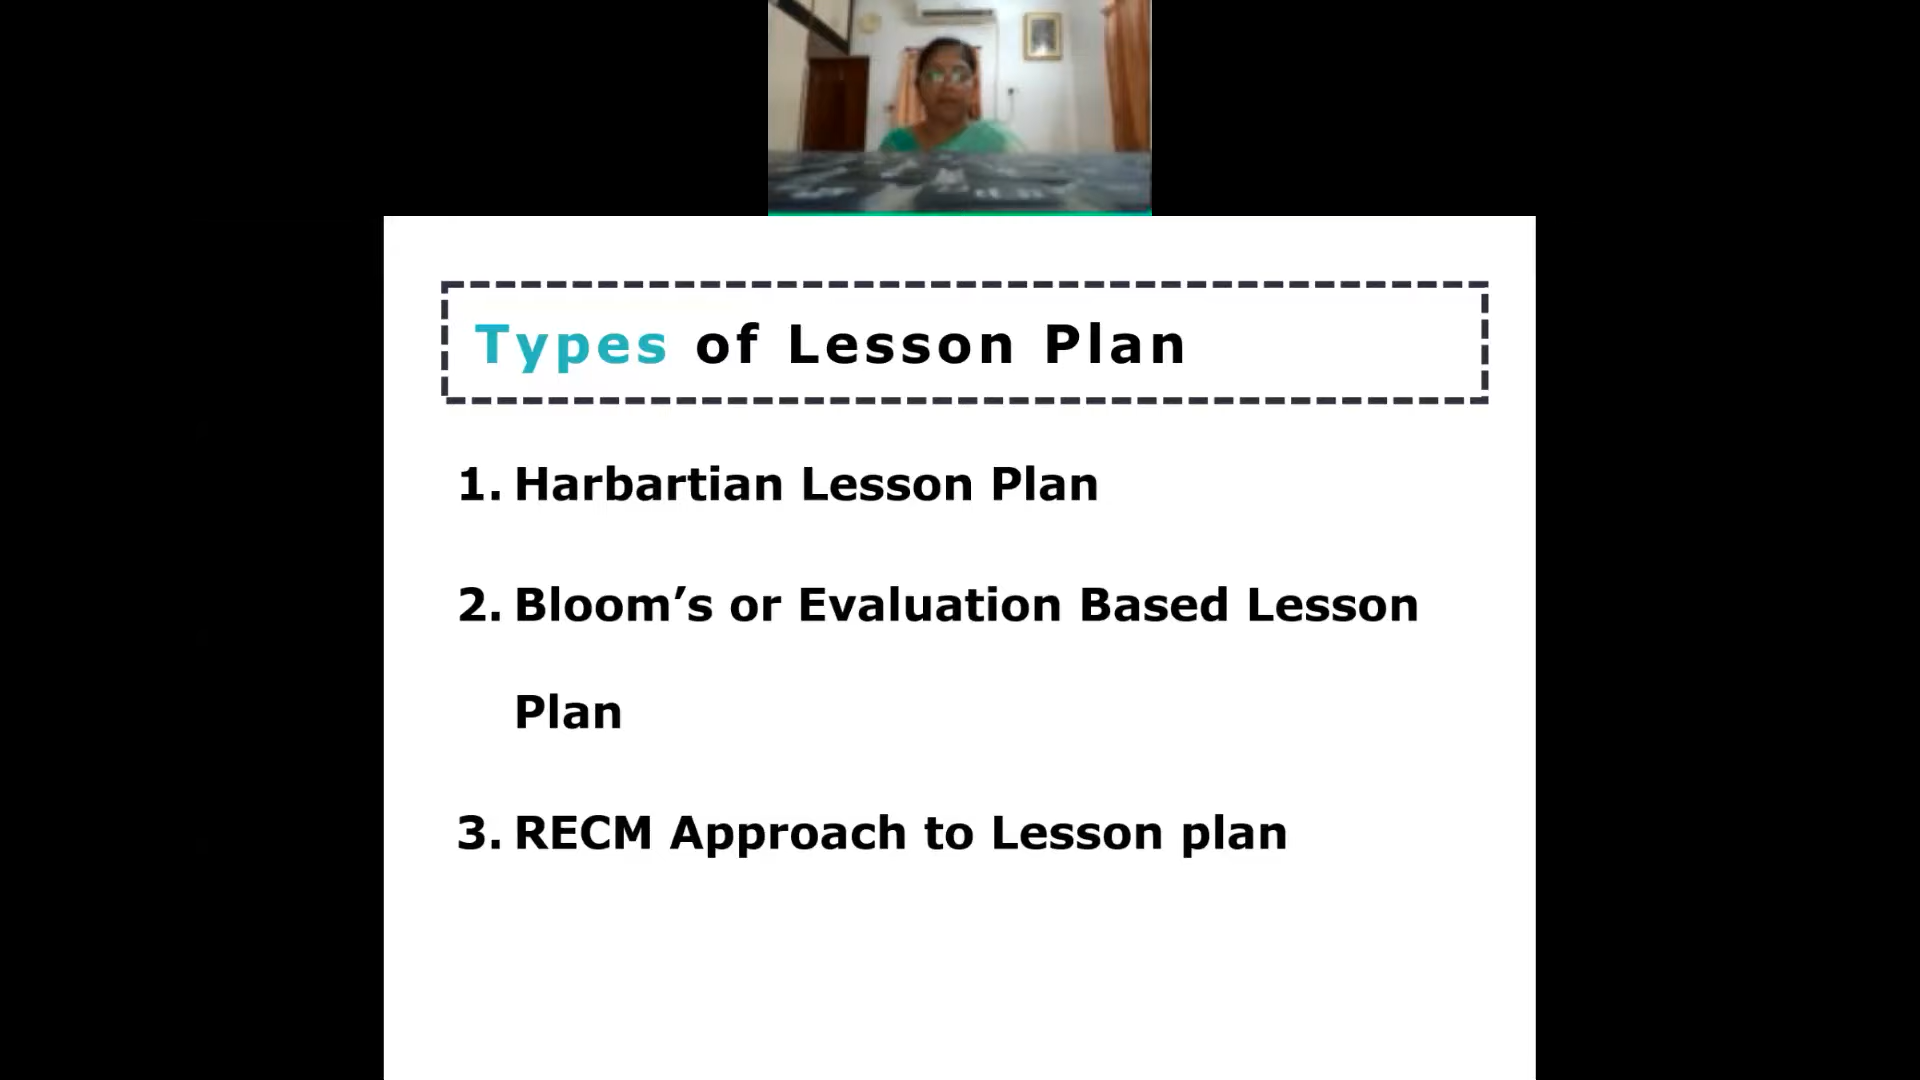 Types of Lesson Plan
1. Harbartian Lesson Plan
2. Bloom’s or Evaluation Based Lesson
Plan
3. RECM Approach to Lesson plan